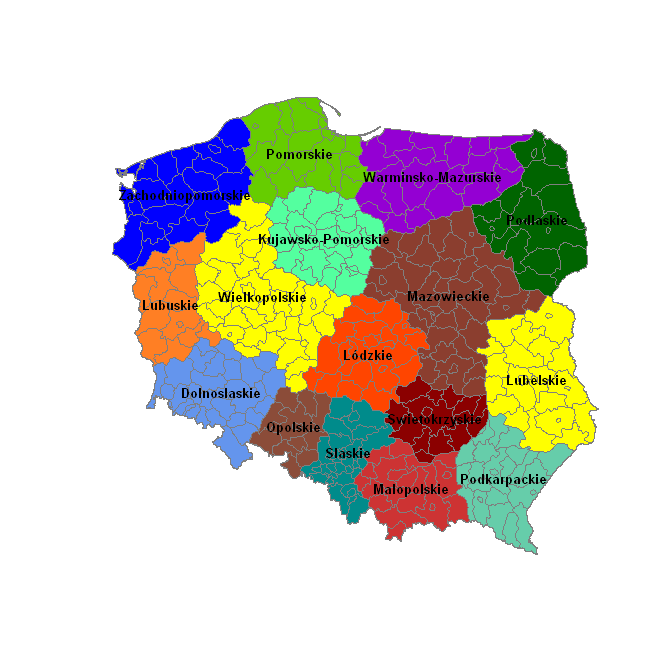 Pomorskie
Warminsko-Mazurskie
Zachodniopomorskie
Podlaskie
Kujawsko-Pomorskie
Wielkopolskie
Mazowieckie
Lubuskie
Lódzkie
Lubelskie
Dolnoslaskie
Swietokrzyskie
Opolskie
Slaskie
Podkarpackie
Malopolskie